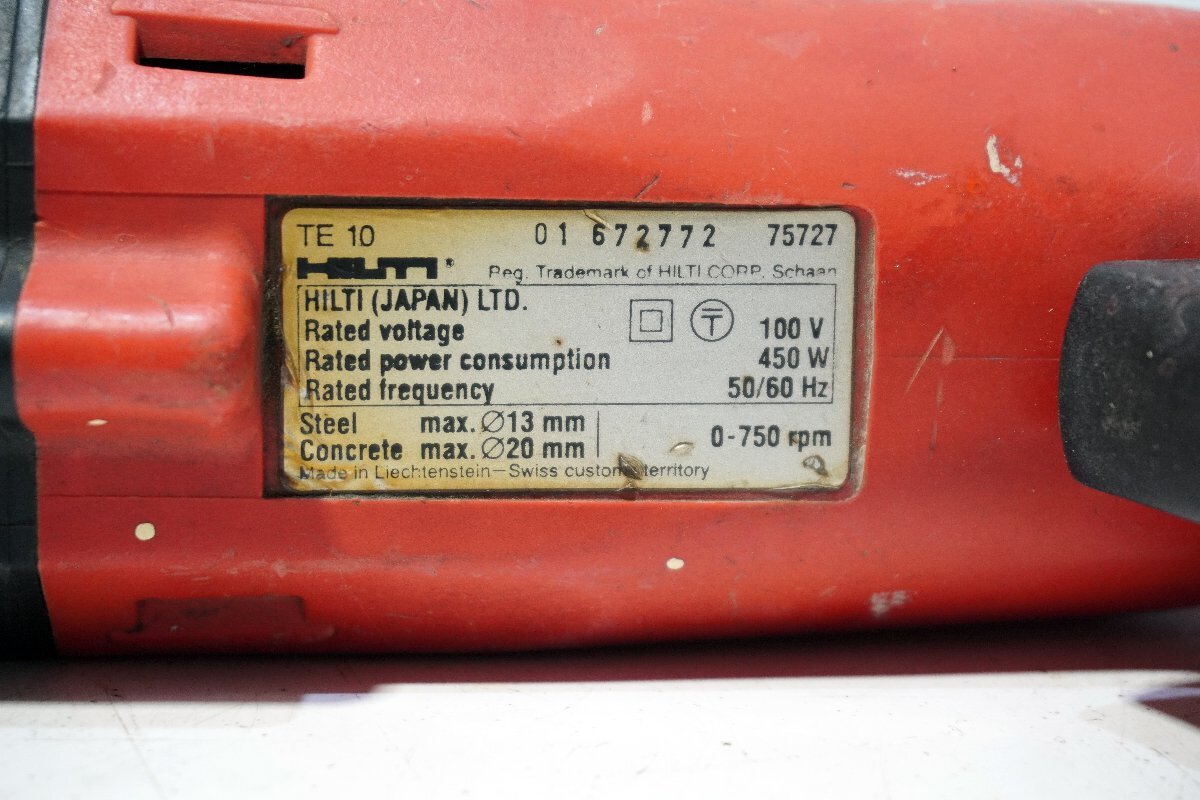 TE 10 01 672772 75727
HILTI Reg. Trademark of HILTI CORP. Schaan
HILTI (JAPAN) LTD.
Rated voltage 100 V
Rated power consumption 450 W
Rated frequency 50/60 Hz
Steel max. ∅13 mm
Concrete max. ∅20 mm
0-750 rpm
Made in Liechtenstein—Swiss customs territory